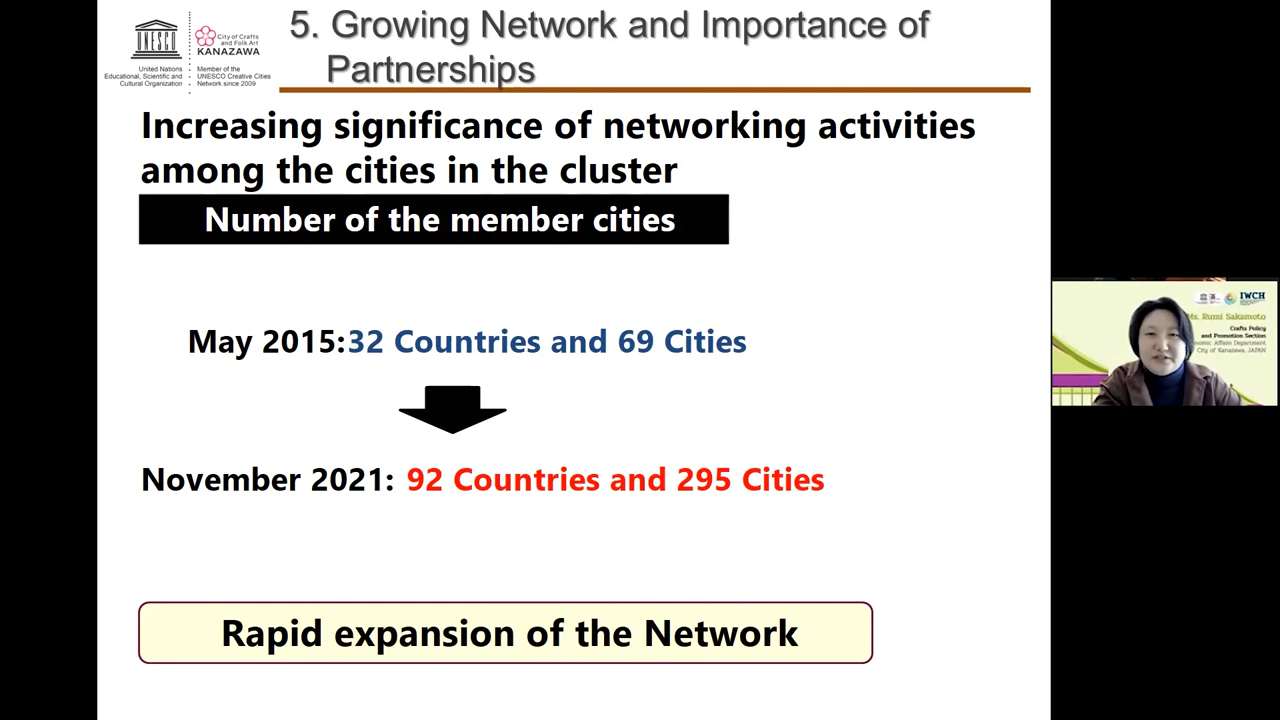 UNESCO
United Nations
Educational, Scientific and
Cultural Organization
City of Crafts
and Folk Art
KANAZAWA
Member of the
UNESCO Creative Cities
Network since 2009
5. Growing Network and Importance of
Partnerships
Increasing significance of networking activities
among the cities in the cluster
Number of the member cities
May 2015:32 Countries and 69 Cities
November 2021: 92 Countries and 295 Cities
Rapid expansion of the Network
IWCH
Ms. Rumi Sakamoto
Crafts Policy
and Promotion Section
nomic Affairs Department
City of Kanazawa, JAPAN